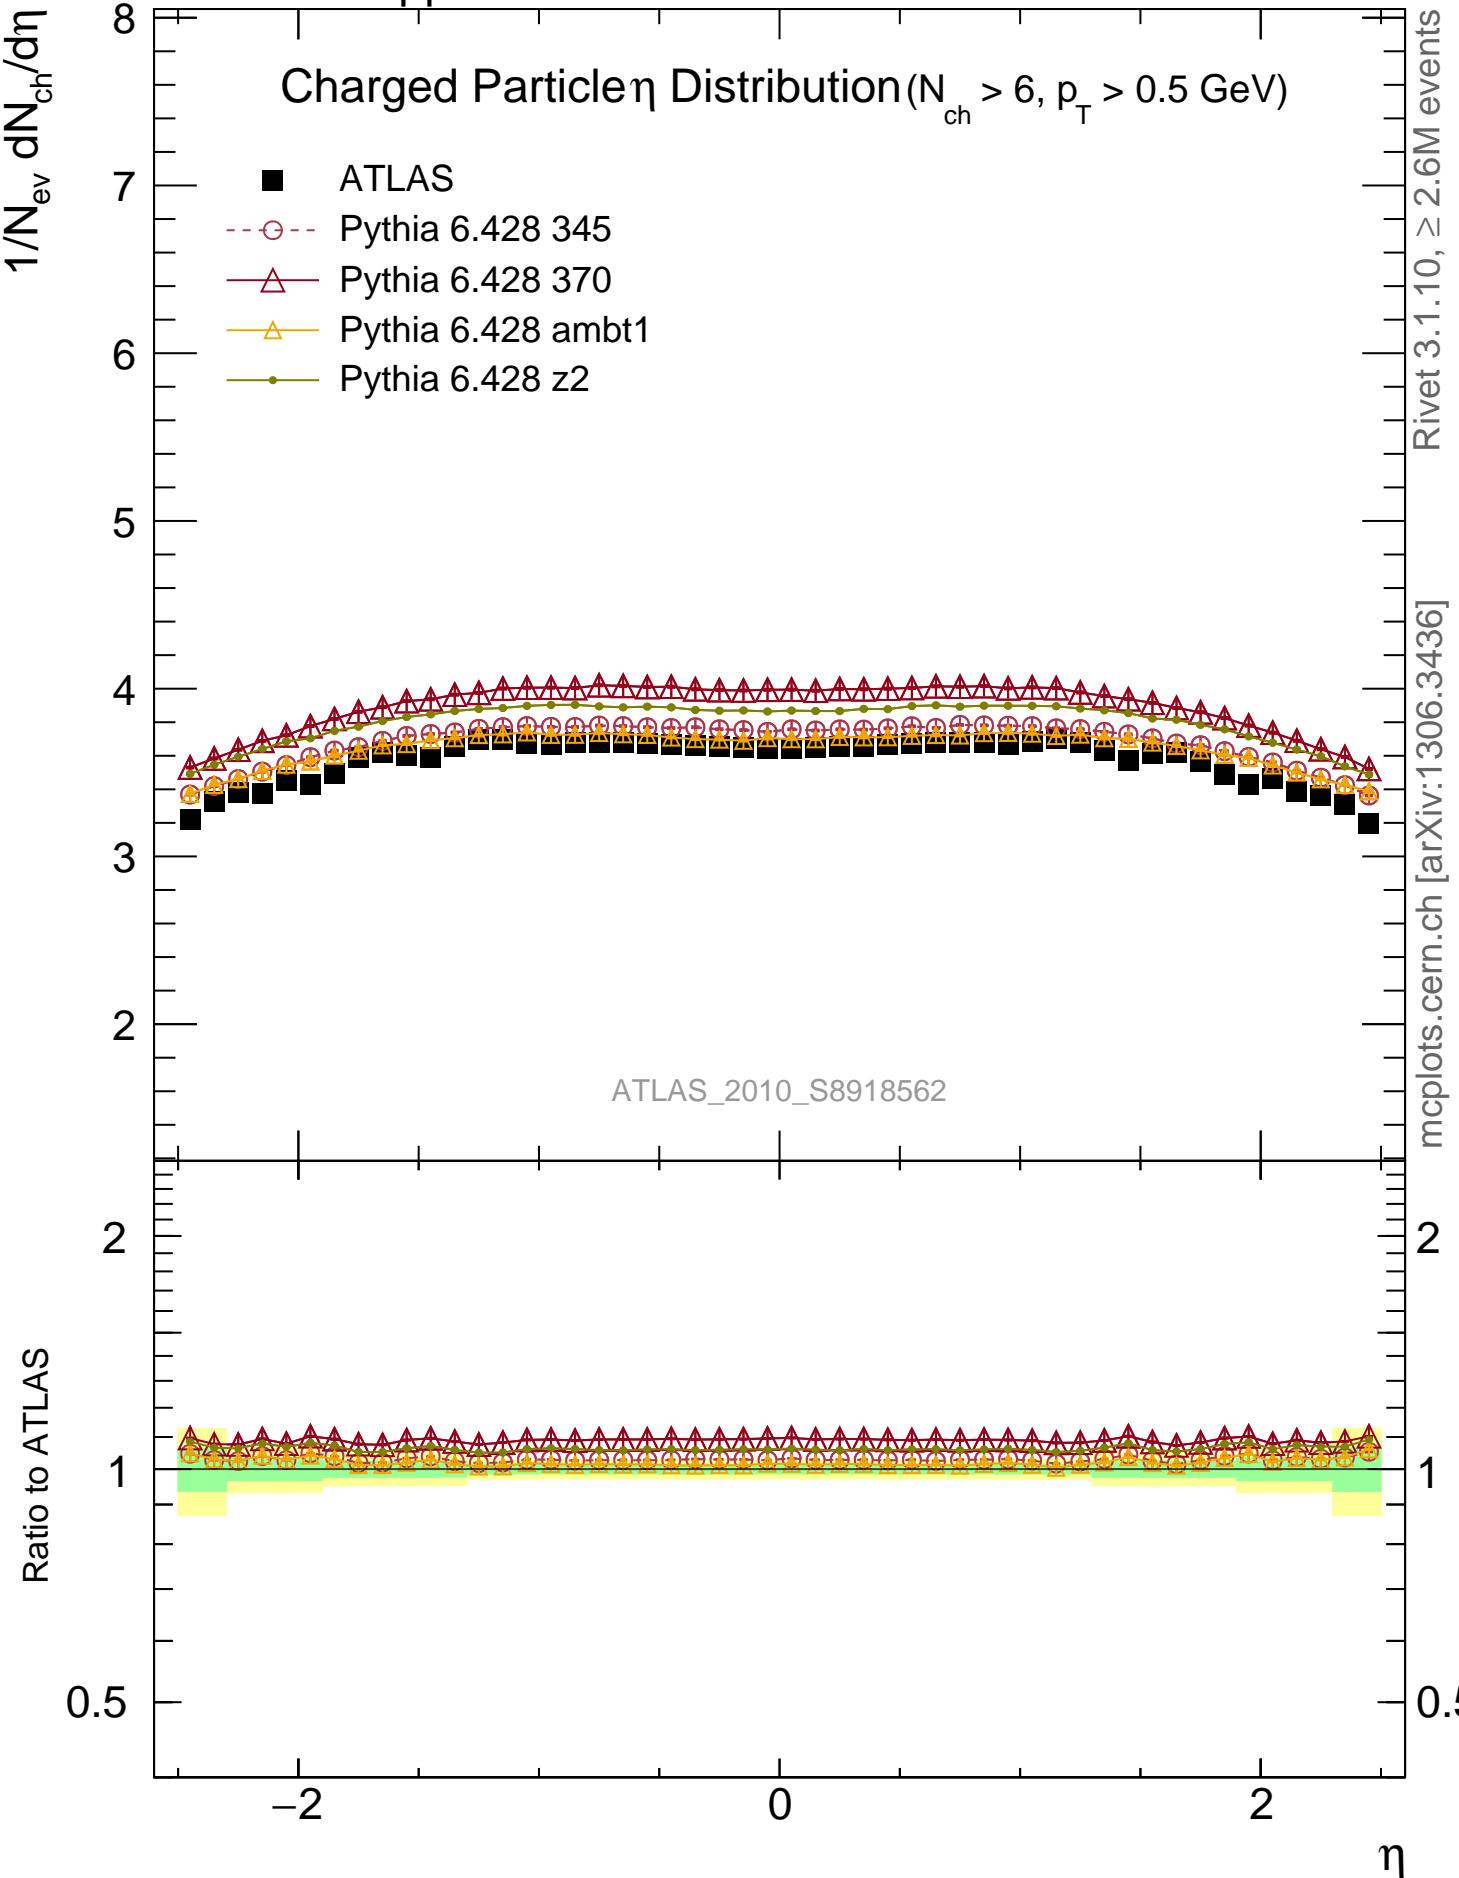 1/N_ev dN_ch/dη
Charged Particle η Distribution (N_ch > 6, p_T > 0.5 GeV)
ATLAS
Pythia 6.428 345
Pythia 6.428 370
Pythia 6.428 ambt1
Pythia 6.428 z2
8
7
6
5
4
3
2
ATLAS_2010_S8918562
Rivet 3.1.10, ≥ 2.6M events
mcplots.cern.ch [arXiv:1306.3436]
Ratio to ATLAS
2
1
0.5
2
1
0.5
−2
0
2
η